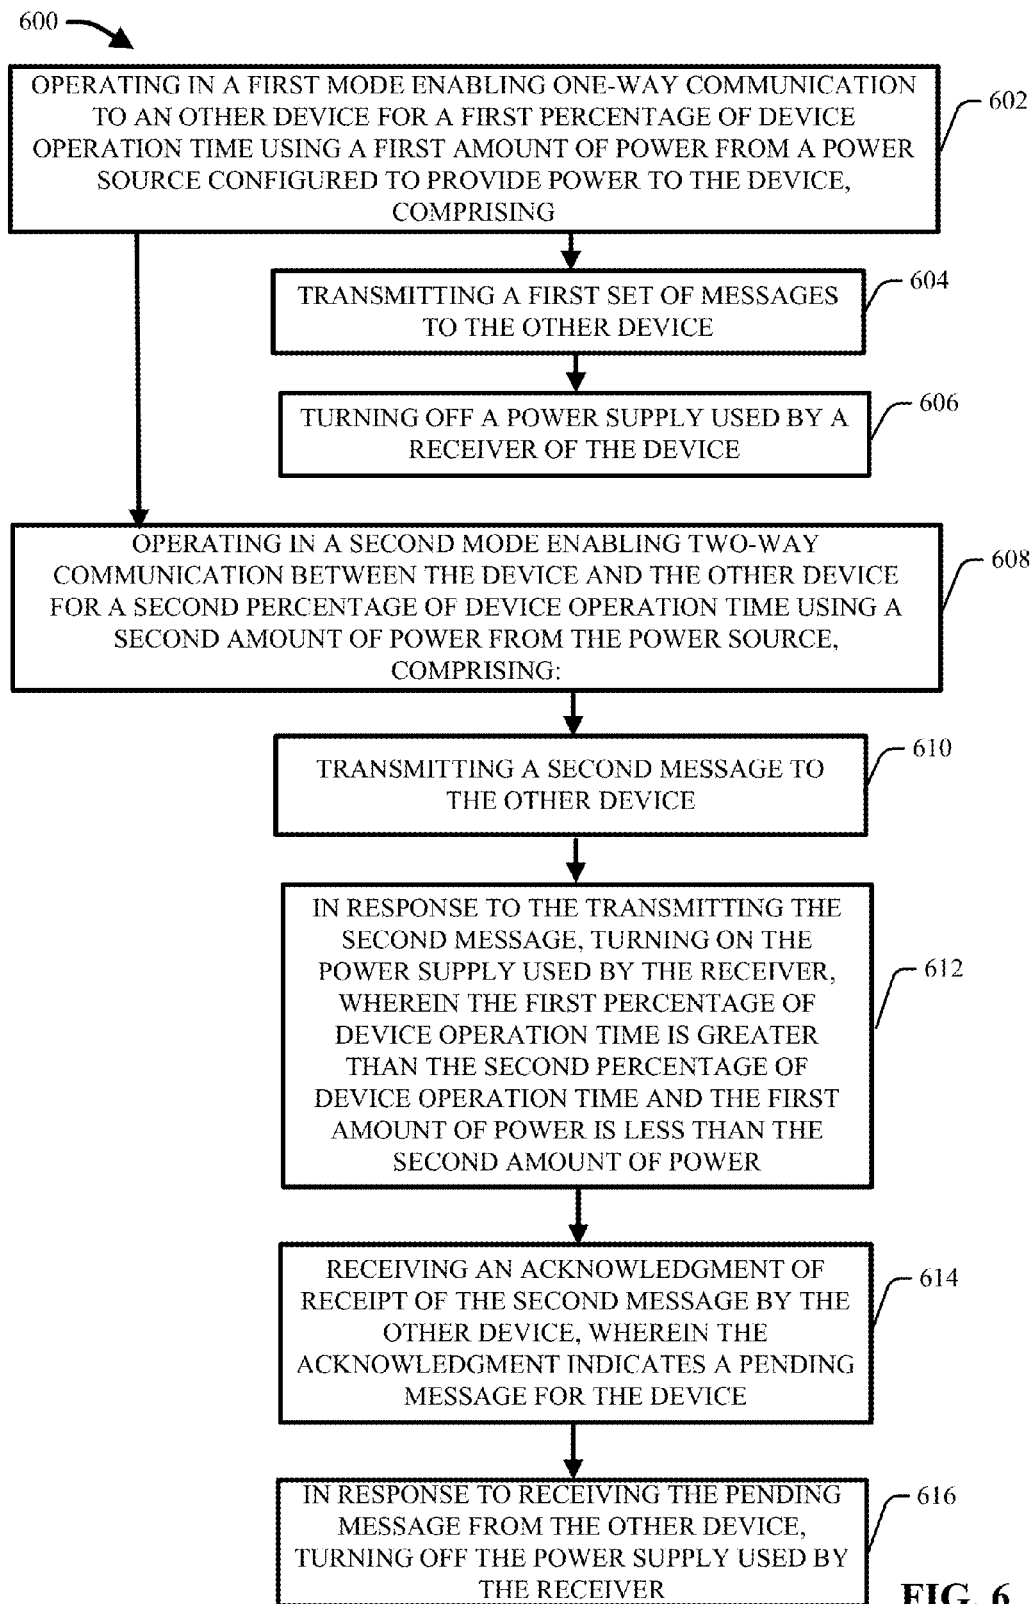 600
OPERATING IN A FIRST MODE ENABLING ONE-WAY COMMUNICATION
TO AN OTHER DEVICE FOR A FIRST PERCENTAGE OF DEVICE
OPERATION TIME USING A FIRST AMOUNT OF POWER FROM A POWER
SOURCE CONFIGURED TO PROVIDE POWER TO THE DEVICE,
COMPRISING
602
TRANSMITTING A FIRST SET OF MESSAGES
TO THE OTHER DEVICE
604
TURNING OFF A POWER SUPPLY USED BY A
RECEIVER OF THE DEVICE
606
OPERATING IN A SECOND MODE ENABLING TWO-WAY
COMMUNICATION BETWEEN THE DEVICE AND THE OTHER DEVICE
FOR A SECOND PERCENTAGE OF DEVICE OPERATION TIME USING A
SECOND AMOUNT OF POWER FROM THE POWER SOURCE,
COMPRISING:
608
TRANSMITTING A SECOND MESSAGE TO
THE OTHER DEVICE
610
IN RESPONSE TO THE TRANSMITTING THE
SECOND MESSAGE, TURNING ON THE
POWER SUPPLY USED BY THE RECEIVER,
WHEREIN THE FIRST PERCENTAGE OF
DEVICE OPERATION TIME IS GREATER
THAN THE SECOND PERCENTAGE OF
DEVICE OPERATION TIME AND THE FIRST
AMOUNT OF POWER IS LESS THAN THE
SECOND AMOUNT OF POWER
612
RECEIVING AN ACKNOWLEDGMENT OF
RECEIPT OF THE SECOND MESSAGE BY THE
OTHER DEVICE, WHEREIN THE
ACKNOWLEDGMENT INDICATES A PENDING
MESSAGE FOR THE DEVICE
614
IN RESPONSE TO RECEIVING THE PENDING
MESSAGE FROM THE OTHER DEVICE,
TURNING OFF THE POWER SUPPLY USED BY
THE RECEIVER
616
FIG. 6